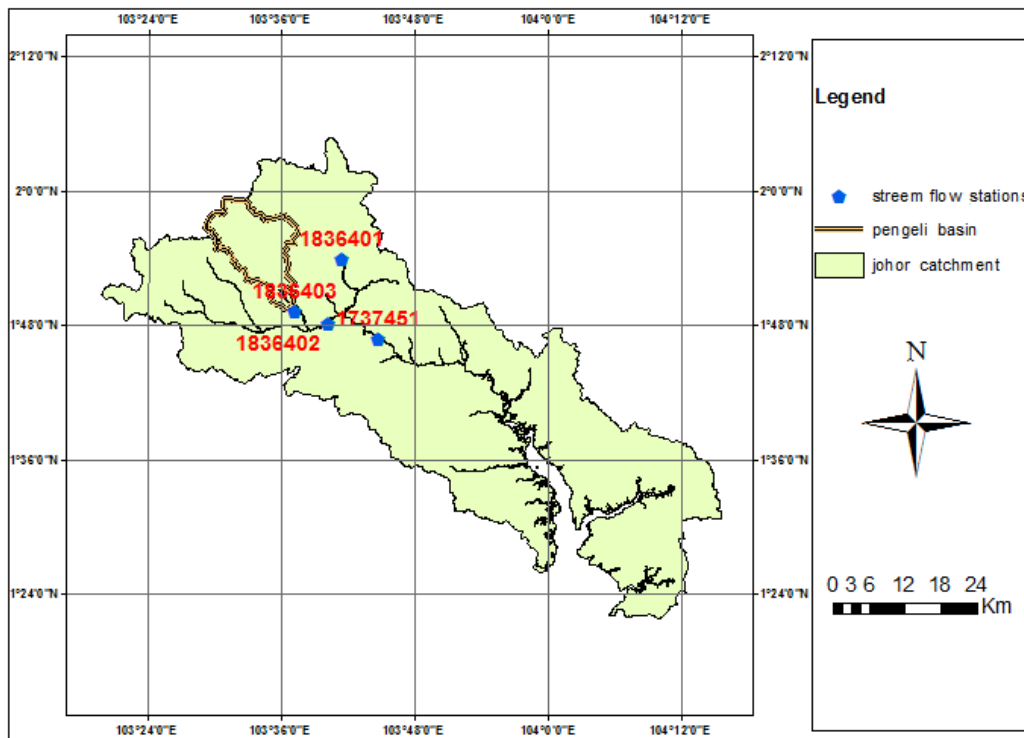 103°24'0"E 103°36'0"E 103°48'0"E 104°0'0"E 104°12'0"E
2°12'0"N 2°12'0"N
2°0'0"N 2°0'0"N
1°48'0"N 1°48'0"N
1°36'0"N 1°36'0"N
1°24'0"N 1°24'0"N
103°24'0"E 103°36'0"E 103°48'0"E 104°0'0"E 104°12'0"E
1836401
1836403
1737451
1836402
Legend
streem flow stations
pengeli basin
johor catchment
N
0 3 6 12 18 24
Km